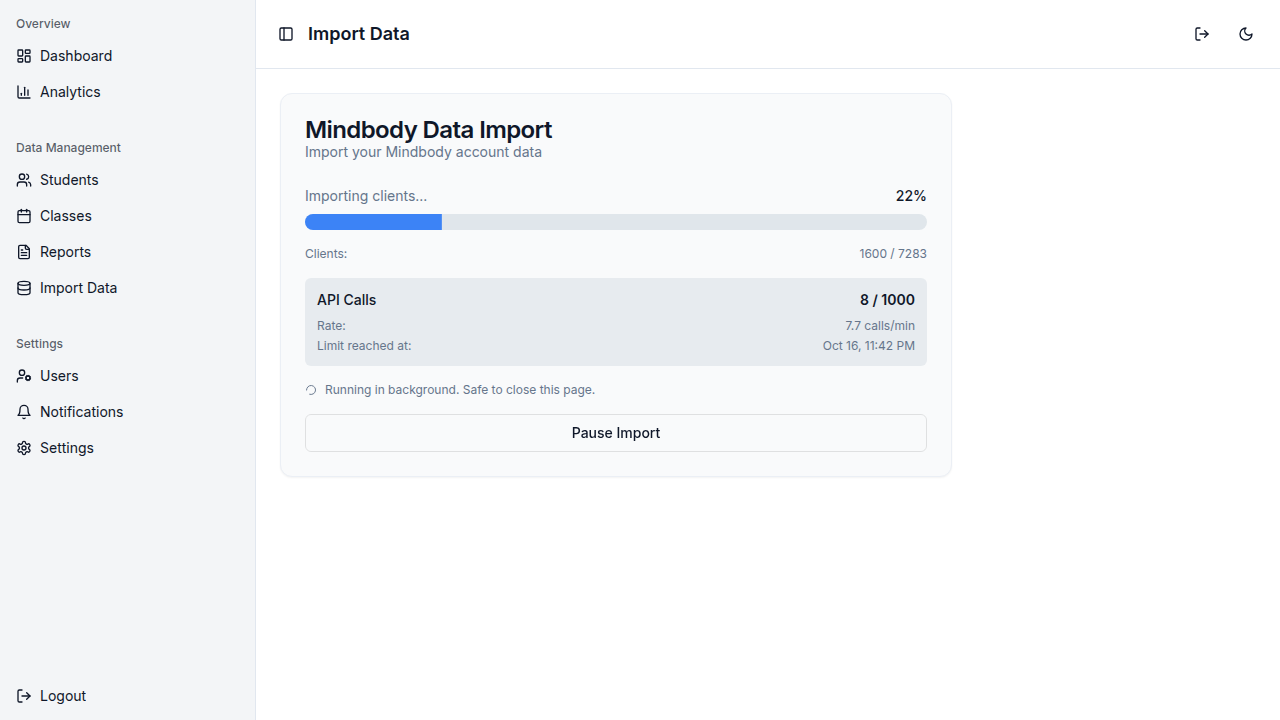 Overview
Dashboard
Analytics
Data Management
Students
Classes
Reports
Import Data
Settings
Users
Notifications
Settings
Logout
Import Data
Mindbody Data Import
Import your Mindbody account data
Importing clients... 22%
Clients: 1600 / 7283
API Calls 8 / 1000
Rate: 7.7 calls/min
Limit reached at: Oct 16, 11:42 PM
Running in background. Safe to close this page.
Pause Import